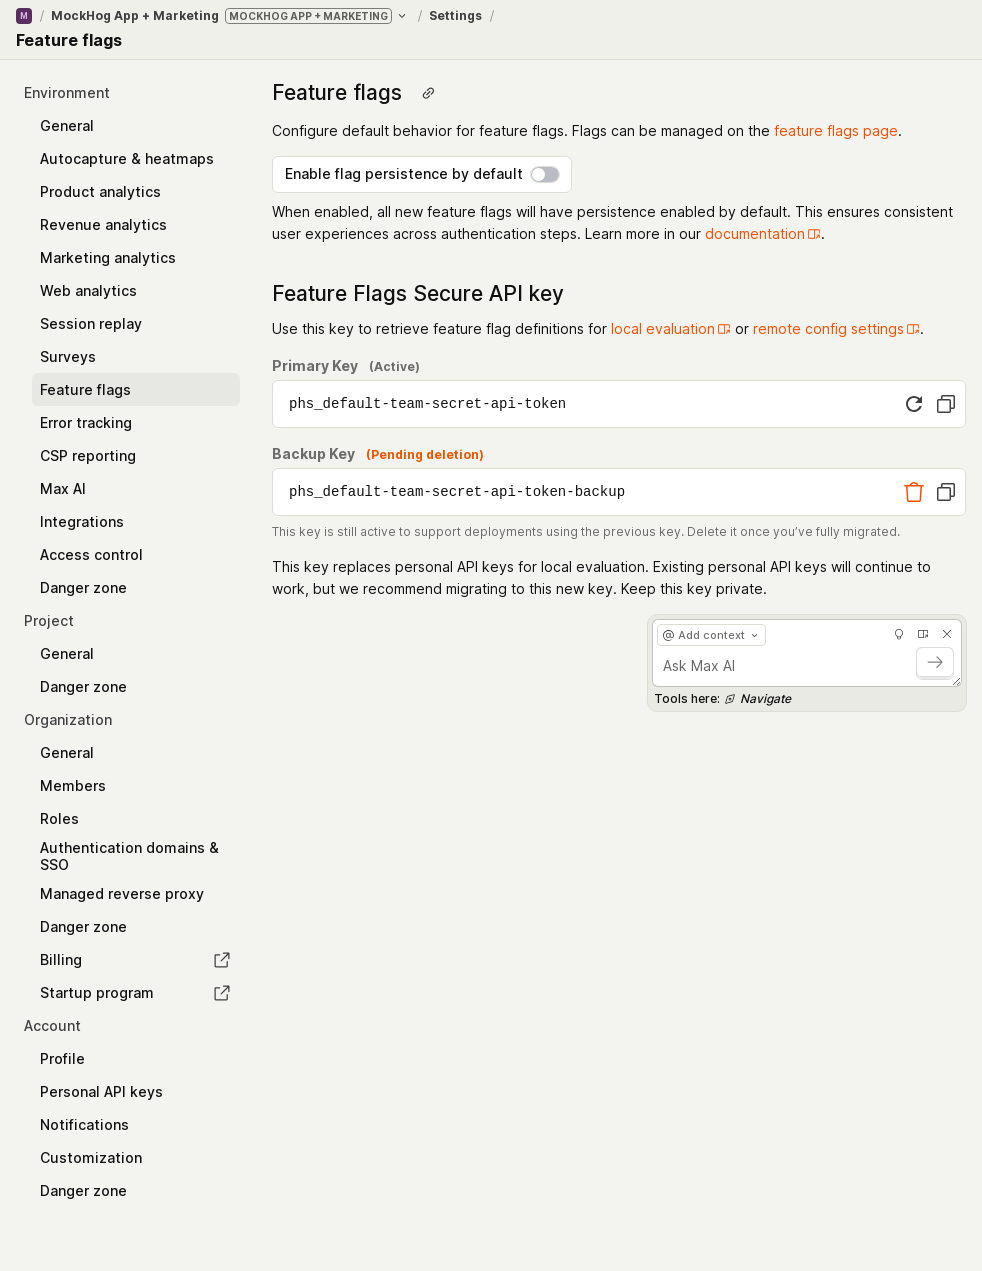 M / MockHog App + Marketing MOCKHOG APP + MARKETING / Settings /
Feature flags
Environment
General
Autocapture & heatmaps
Product analytics
Revenue analytics
Marketing analytics
Web analytics
Session replay
Surveys
Feature flags
Error tracking
CSP reporting
Max AI
Integrations
Access control
Danger zone
Project
General
Danger zone
Organization
General
Members
Roles
Authentication domains &
SSO
Managed reverse proxy
Danger zone
Billing
Startup program
Account
Profile
Personal API keys
Notifications
Customization
Danger zone
Feature flags
Configure default behavior for feature flags. Flags can be managed on the feature flags page.
Enable flag persistence by default
When enabled, all new feature flags will have persistence enabled by default. This ensures consistent
user experiences across authentication steps. Learn more in our documentation.
Feature Flags Secure API key
Use this key to retrieve feature flag definitions for local evaluation or remote config settings.
Primary Key (Active)
phs_default-team-secret-api-token
Backup Key (Pending deletion)
phs_default-team-secret-api-token-backup
This key is still active to support deployments using the previous key. Delete it once you’ve fully migrated.
This key replaces personal API keys for local evaluation. Existing personal API keys will continue to
work, but we recommend migrating to this new key. Keep this key private.
@ Add context
Ask Max AI
Tools here: Navigate